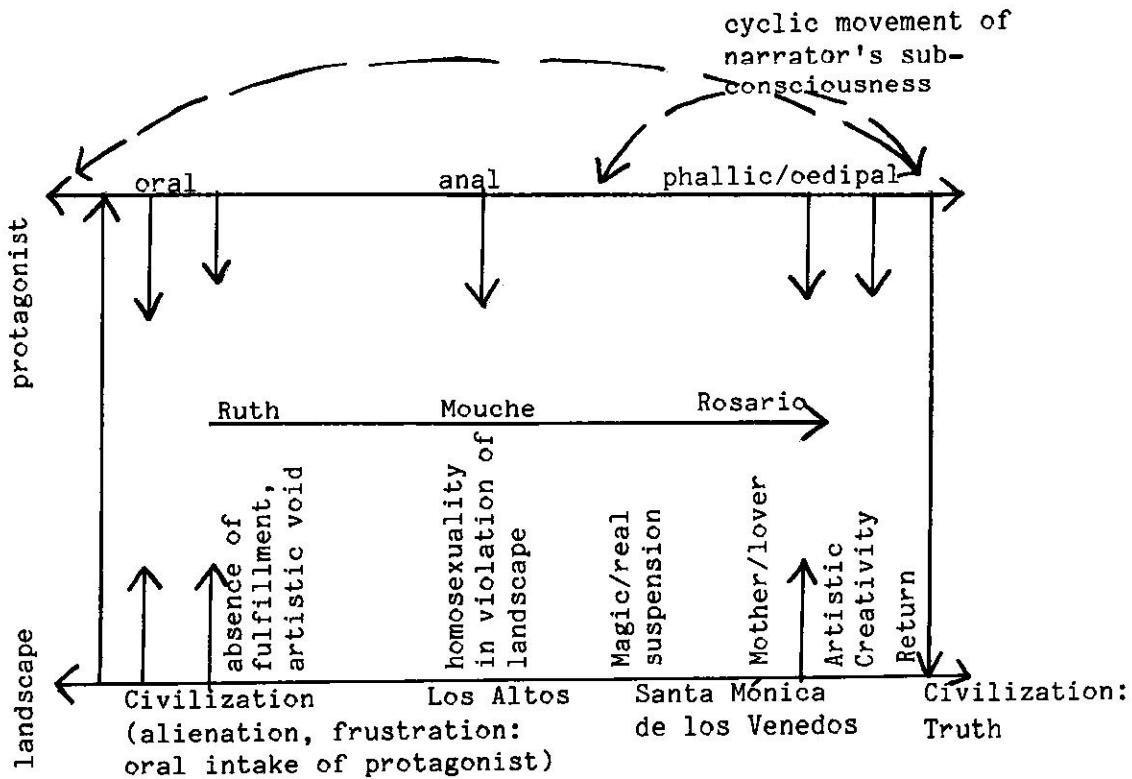 cyclic movement of
narrator's sub-
consciousness
oral
anal
phallic/oedipal
protagonist
Ruth
Mouche
Rosario
absence of
fulfillment,
artistic void
homosexuality
in violation of
landscape
Magic/real
suspension
Mother/lover
Artistic
Creativity
Return
landscape
Civilization
(alienation, frustration:
oral intake of protagonist)
Los Altos
Santa Mónica
de los Venedos
Civilization:
Truth